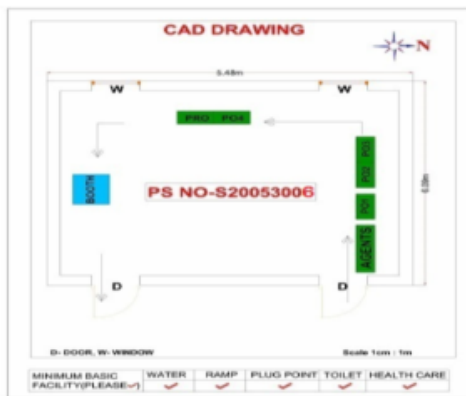 CAD DRAWING
N
5.48m
W W
PRO PO4
PO2 PO3
BOOTH
PS NO-S20053006
PO1
AGENTS
D D
D- DOOR, W- WINDOW Scale 1cm : 1m
MINIMUM BASIC FACILITY(PLEASE✓) WATER RAMP PLUG POINT TOILET HEALTH CARE